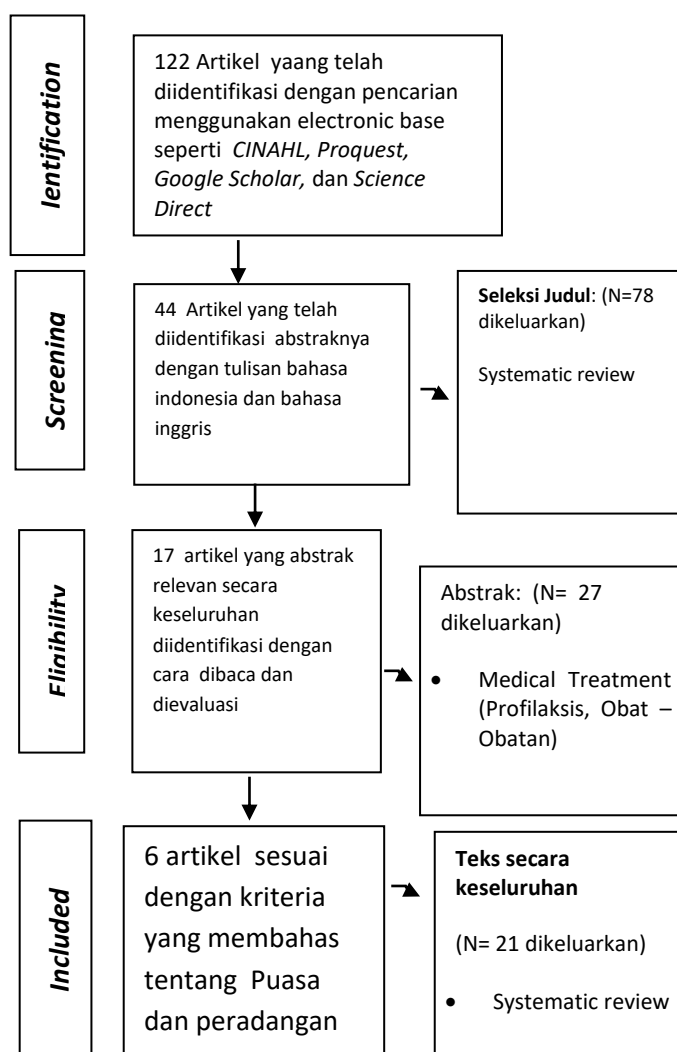 Ientification
122 Artikel yaang telah
diidentifikasi dengan pencarian
menggunakan electronic base
seperti CINAHL, Proquest,
Google Scholar, dan Science
Direct
Screening
44 Artikel yang telah
diidentifikasi abstraknya
dengan tulisan bahasa
indonesia dan bahasa
inggris
Seleksi Judul: (N=78
dikeluarkan)
Systematic review
Eligibility
17 artikel yang abstrak
relevan secara
keseluruhan
diidentifikasi dengan
cara dibaca dan
dievaluasi
Abstrak: (N= 27
dikeluarkan)
• Medical Treatment
(Profilaksis, Obat –
Obatan)
Included
6 artikel sesuai
dengan kriteria
yang membahas
tentang Puasa
dan peradangan
Teks secara
keseluruhan
(N= 21 dikeluarkan)
• Systematic review